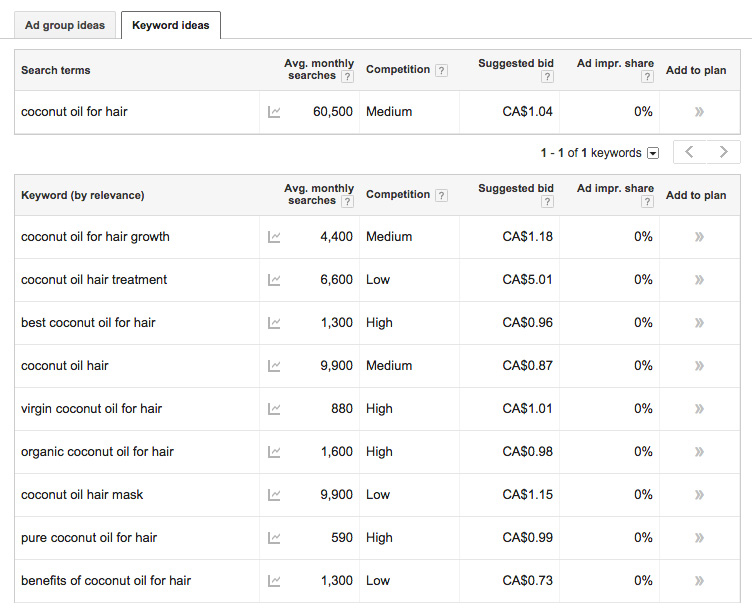 Ad group ideas Keyword ideas
Search terms Avg. monthly searches ? Competition ? Suggested bid ? Ad impr. share ? Add to plan
coconut oil for hair 60,500 Medium CA$1.04 0% »
1 - 1 of 1 keywords
Keyword (by relevance) Avg. monthly searches ? Competition ? Suggested bid ? Ad impr. share ? Add to plan
coconut oil for hair growth 4,400 Medium CA$1.18 0% »
coconut oil hair treatment 6,600 Low CA$5.01 0% »
best coconut oil for hair 1,300 High CA$0.96 0% »
coconut oil hair 9,900 Medium CA$0.87 0% »
virgin coconut oil for hair 880 High CA$1.01 0% »
organic coconut oil for hair 1,600 High CA$0.98 0% »
coconut oil hair mask 9,900 Low CA$1.15 0% »
pure coconut oil for hair 590 High CA$0.99 0% »
benefits of coconut oil for hair 1,300 Low CA$0.73 0% »